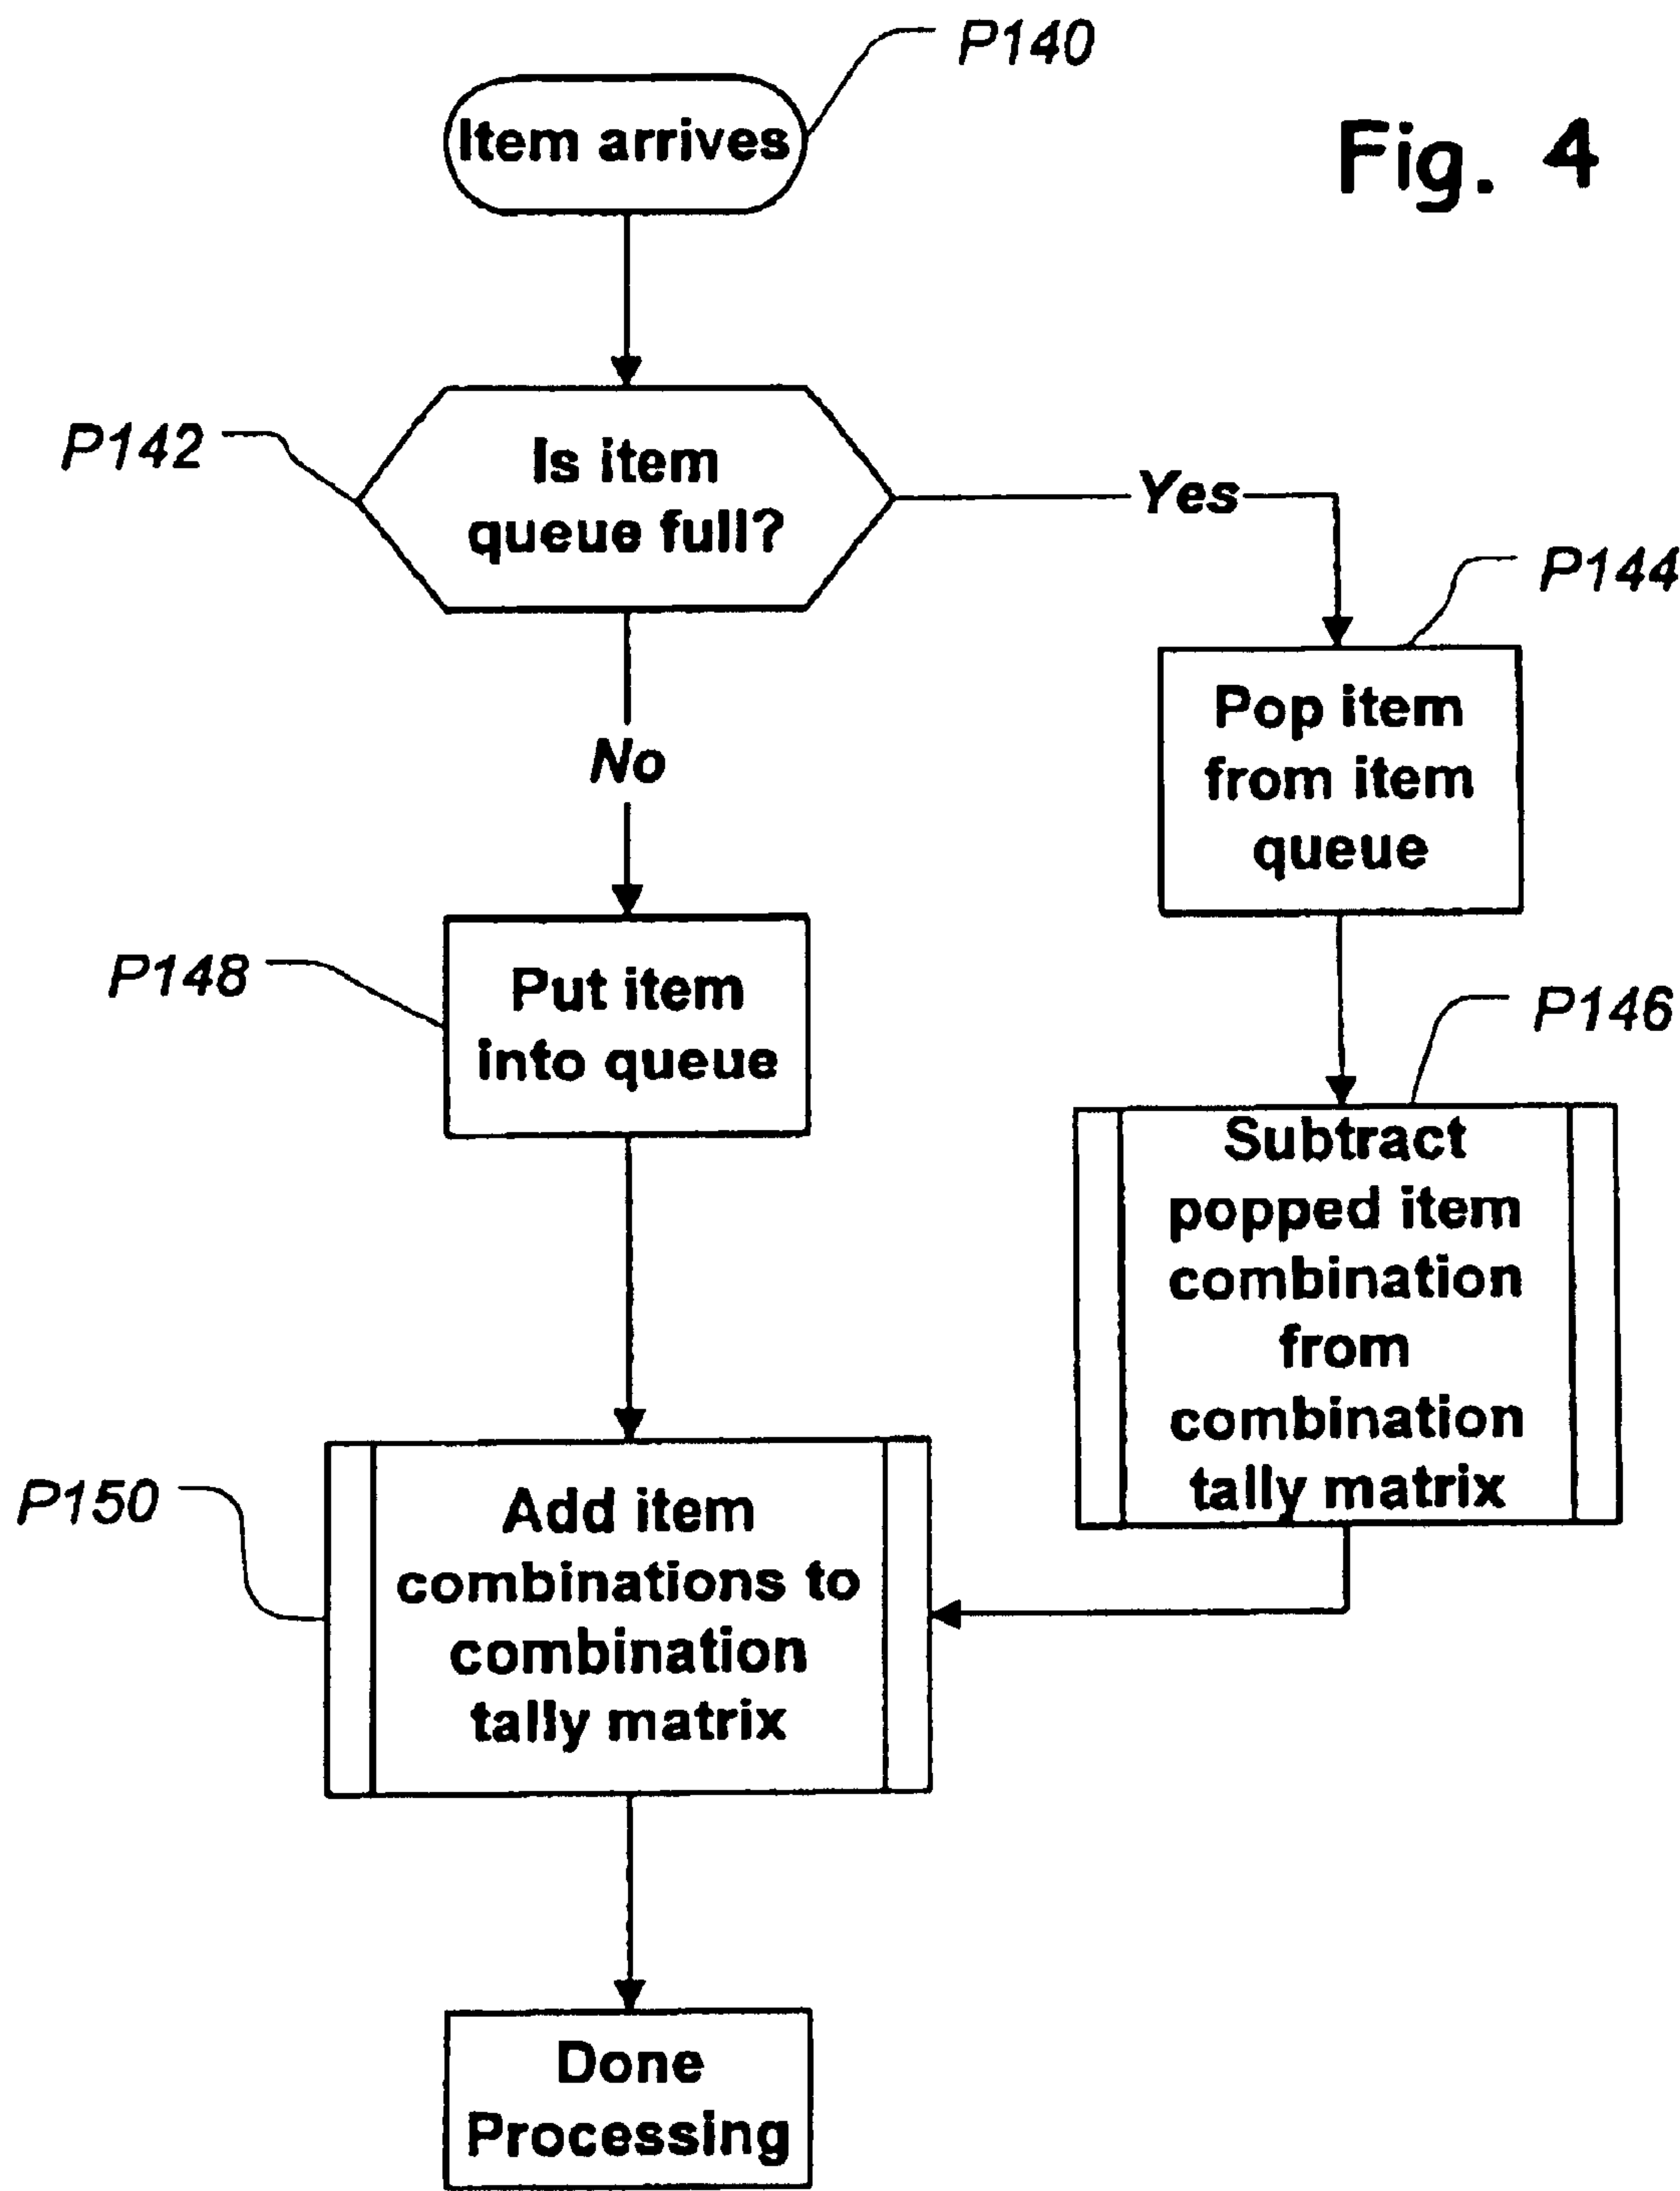 P140
Item arrives
Fig. 4
P142
Is item
queue full?
Yes
P144
Pop item
from item
queue
No
P148
Put item
into queue
P146
Subtract
popped item
combination
from
combination
tally matrix
P150
Add item
combinations to
combination
tally matrix
Done
Processing